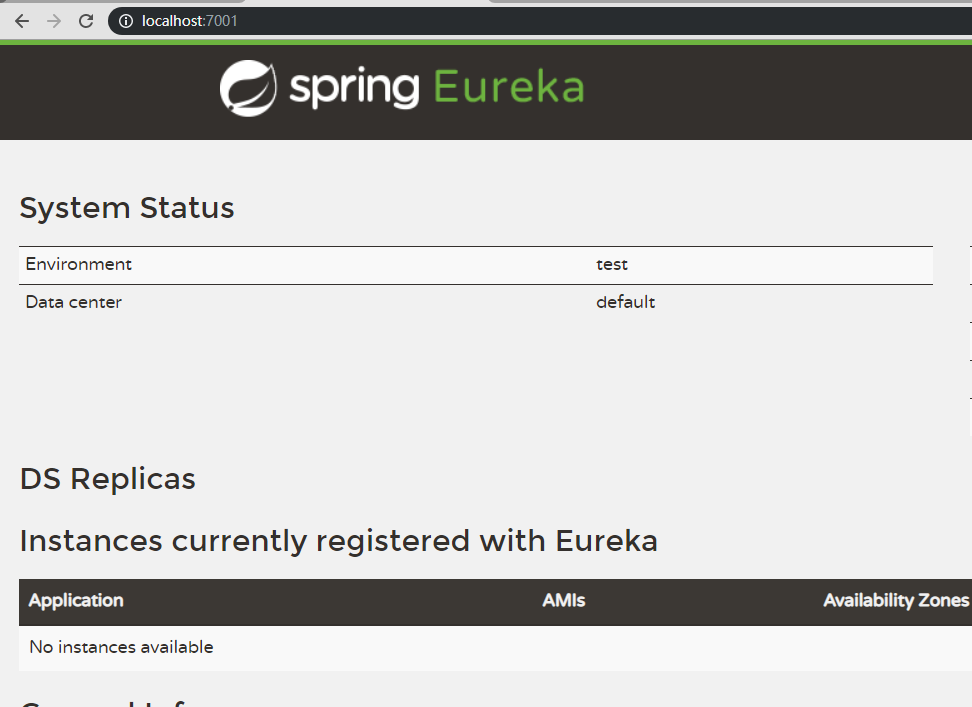 localhost:7001
spring Eureka
System Status
Environment test
Data center default
DS Replicas
Instances currently registered with Eureka
Application AMIs Availability Zones
No instances available